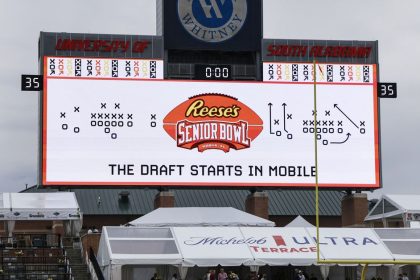 WHITNEY
UNIVERSITY OF SOUTH ALABAMA
35 0:00 35
Reese's
SENIOR BOWL
THE DRAFT STARTS IN MOBILE
Michelob ULTRA
TERRACE